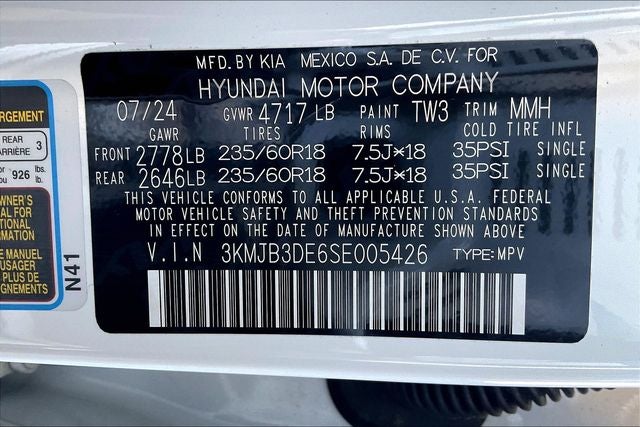 MFD.BY KIA MEXICO S.A. DE C.V. FOR
HYUNDAI MOTOR COMPANY
07/24 GVWR 4717 LB PAINT TW3 TRIM MMH
GAWR TIRES RIMS COLD TIRE INFL
FRONT 2778LB 235/60R18 7.5J×18 35PSI SINGLE
REAR 2646LB 235/60R18 7.5J×18 35PSI SINGLE
THIS VEHICLE CONFORMS TO ALL APPLICABLE U.S.A. FEDERAL
MOTOR VEHICLE SAFETY AND THEFT PREVENTION STANDARDS
IN EFFECT ON THE DATE OF MANUFACTURE SHOWN ABOVE
V.I.N 3KMJB3DE6SE005426 TYPE:MPV
REAR 3
926 lbs.
lb.
N41